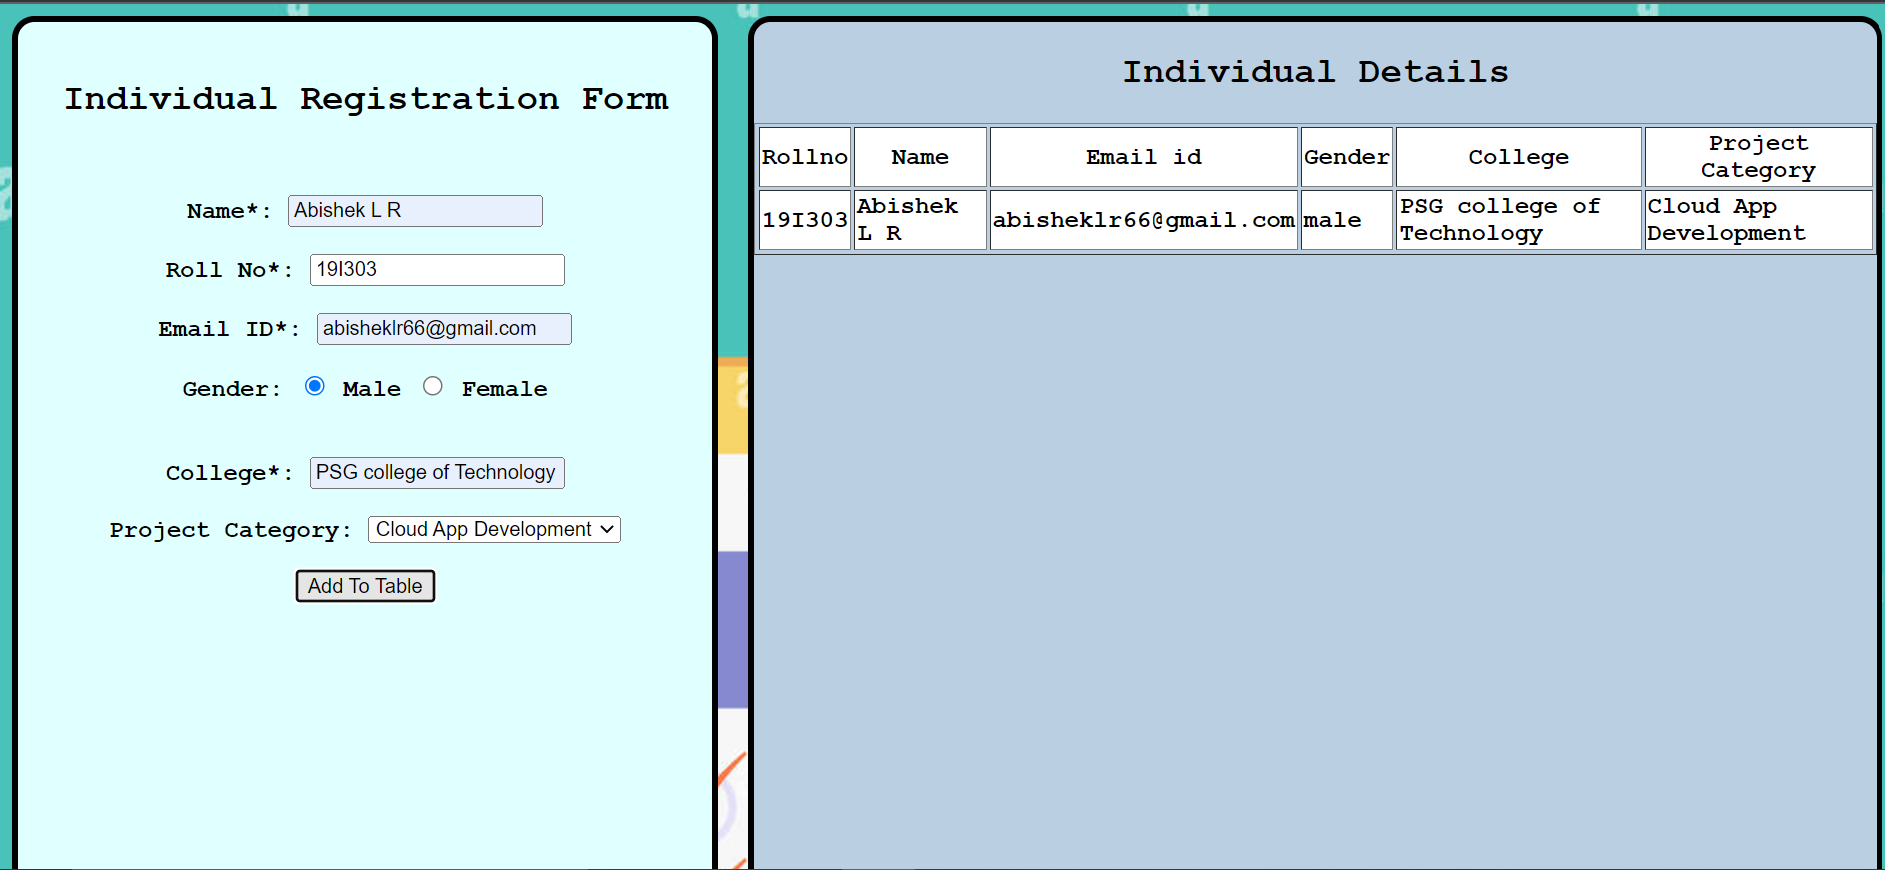 Individual Registration Form
Name*: Abishek L R
Roll No*: 19I303
Email ID*: abisheklr66@gmail.com
Gender: Male Female
College*: PSG college of Technology
Project Category: Cloud App Development
Add To Table
Individual Details
Rollno Name Email id Gender College Project Category
19I303 Abishek L R abisheklr66@gmail.com male PSG college of Technology Cloud App Development